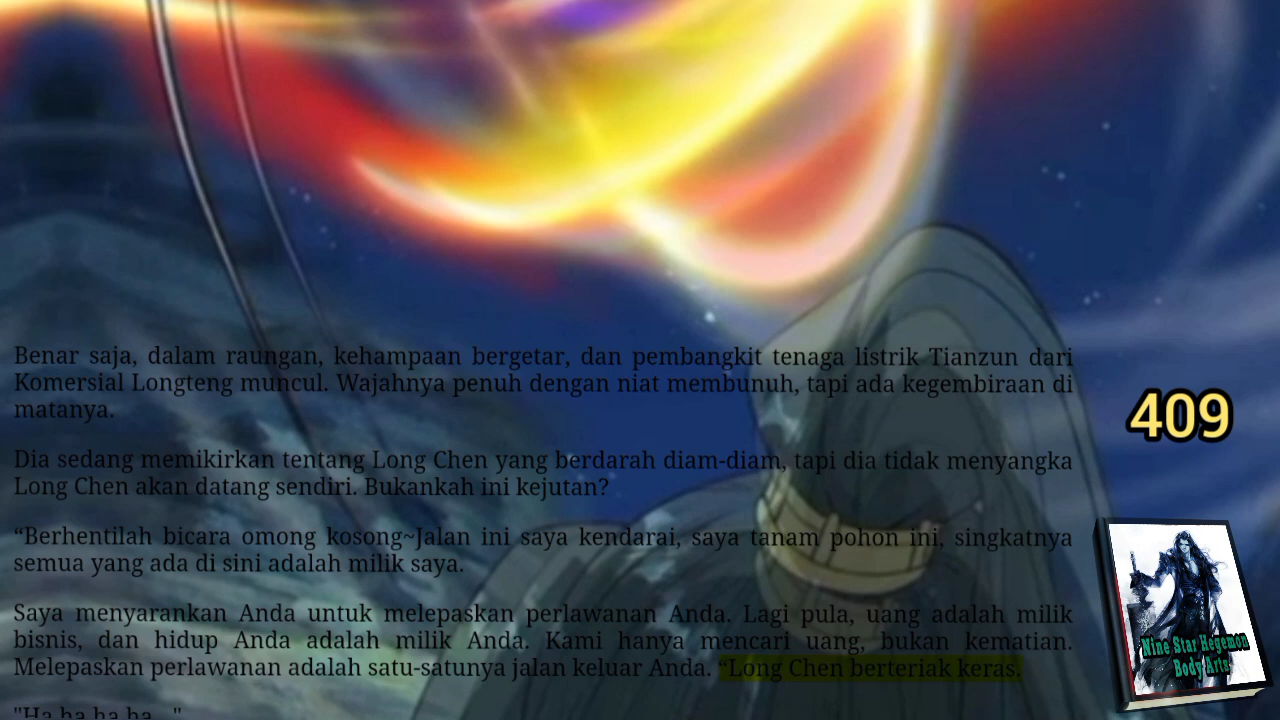 Benar saja, dalam raungan, kehampaan bergetar, dan pembangkit tenaga listrik Tianzun dari
Komersial Longteng muncul. Wajahnya penuh dengan niat membunuh, tapi ada kegembiraan di
matanya.
Dia sedang memikirkan tentang Long Chen yang berdarah diam-diam, tapi dia tidak menyangka
Long Chen akan datang sendiri. Bukankah ini kejutan?
“Berhentilah bicara omong kosong~Jalan ini saya kendarai, saya tanam pohon ini, singkatnya
semua yang ada di sini adalah milik saya.
Saya menyarankan Anda untuk melepaskan perlawanan Anda. Lagi pula, uang adalah milik
bisnis, dan hidup Anda adalah milik Anda. Kami hanya mencari uang, bukan kematian.
Melepaskan perlawanan adalah satu-satunya jalan keluar Anda. “Long Chen berteriak keras.
"Ha ha ha ha..."
409
Nine Star Hegemon
Body Arts